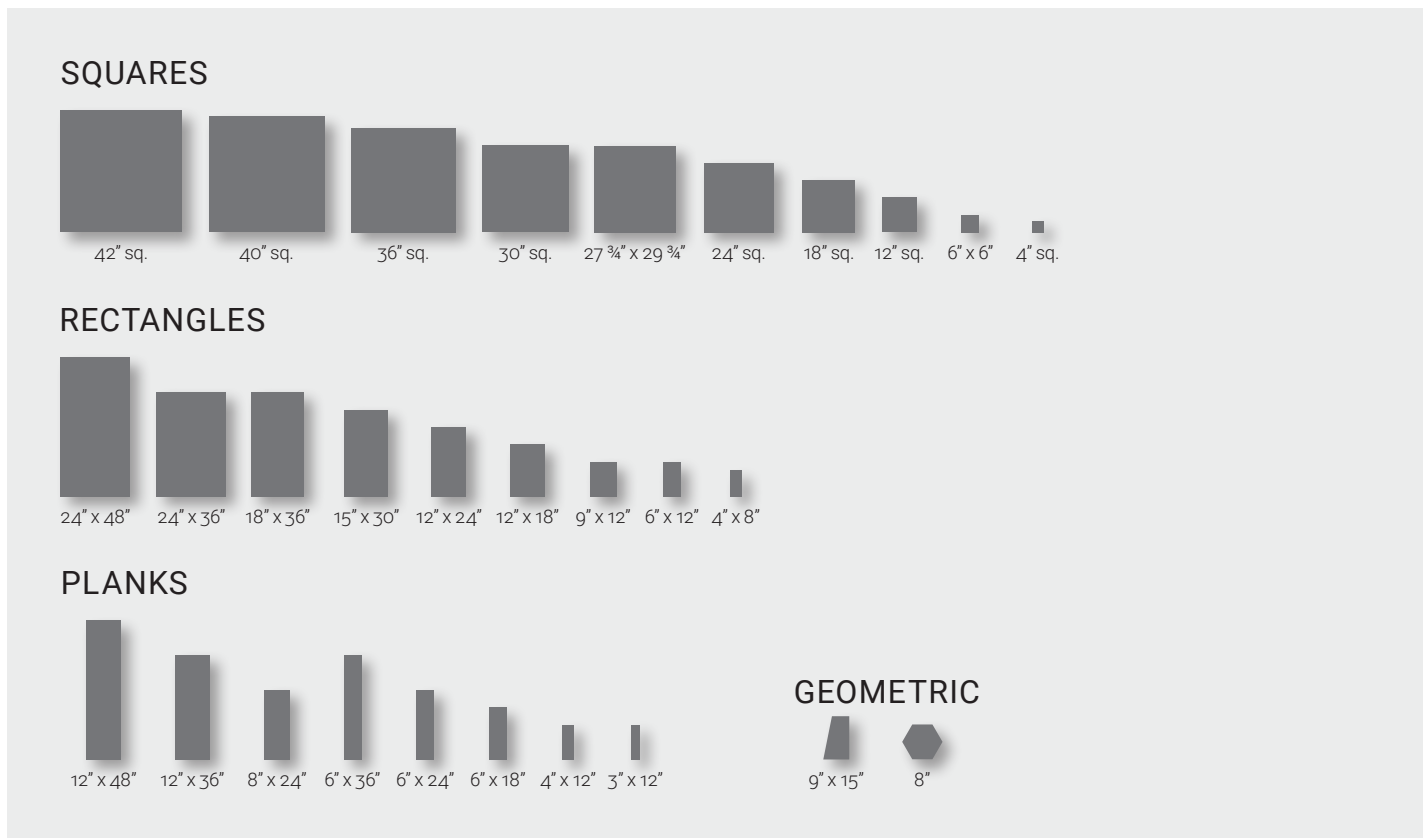 SQUARES
42” sq. 40” sq. 36” sq. 30” sq. 27 ¾” x 29 ¾” 24” sq. 18” sq. 12” sq. 6” x 6” 4” sq.
RECTANGLES
24” x 48” 24” x 36” 18” x 36” 15” x 30” 12” x 24” 12” x 18” 9” x 12” 6” x 12” 4” x 8”
PLANKS
12” x 48” 12” x 36” 8” x 24” 6” x 36” 6” x 24” 6” x 18” 4” x 12” 3” x 12”
GEOMETRIC
9” x 15” 8”